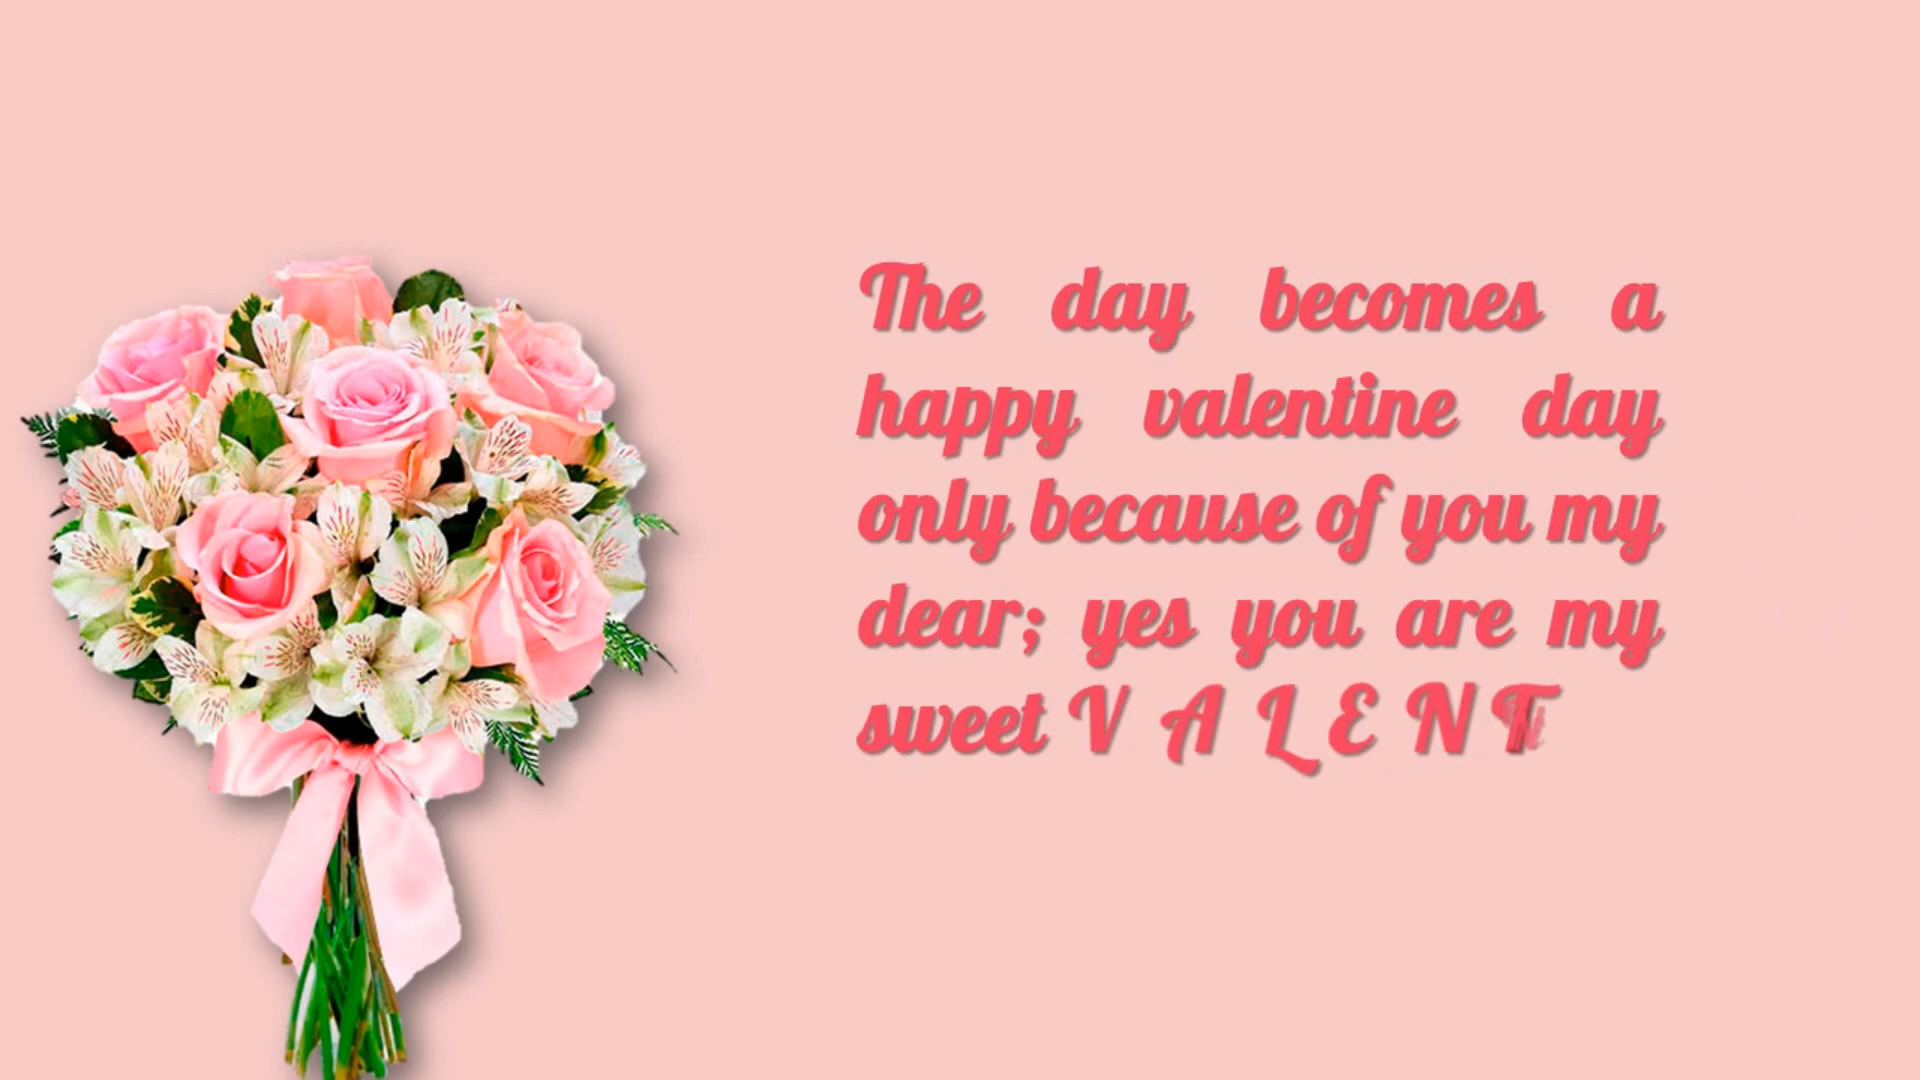 The day becomes a
happy valentine day
only because of you my
dear; yes you are my
sweet V A L E N T